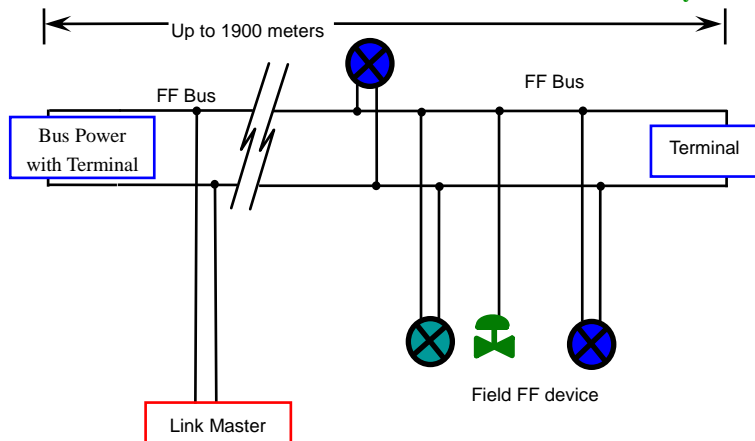 Up to 1900 meters
FF Bus
FF Bus
Bus Power
with Terminal
Terminal
Field FF device
Link Master